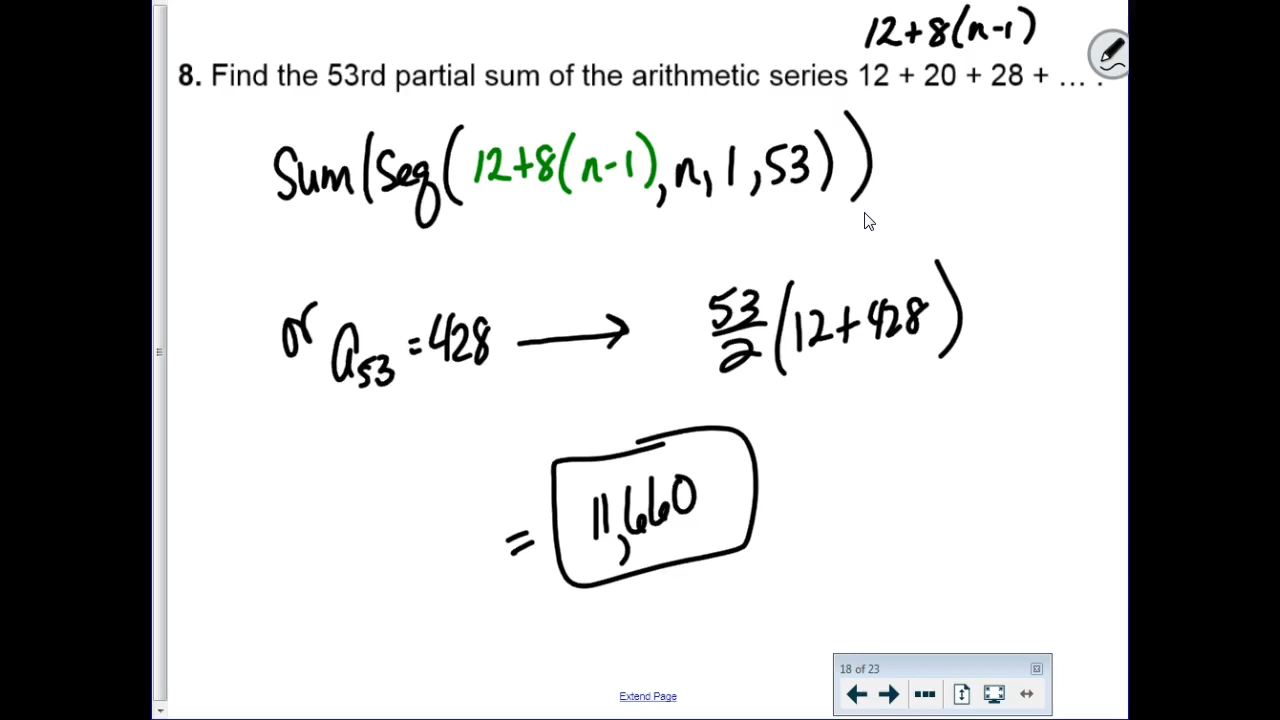 12+8(n-1)
8. Find the 53rd partial sum of the arithmetic series 12 + 20 + 28 + … .
Sum(Seq(12+8(n-1),n,1,53))
or a₅₃=428 → 53/2(12+428)
= 11,660
18 of 23
Extend Page